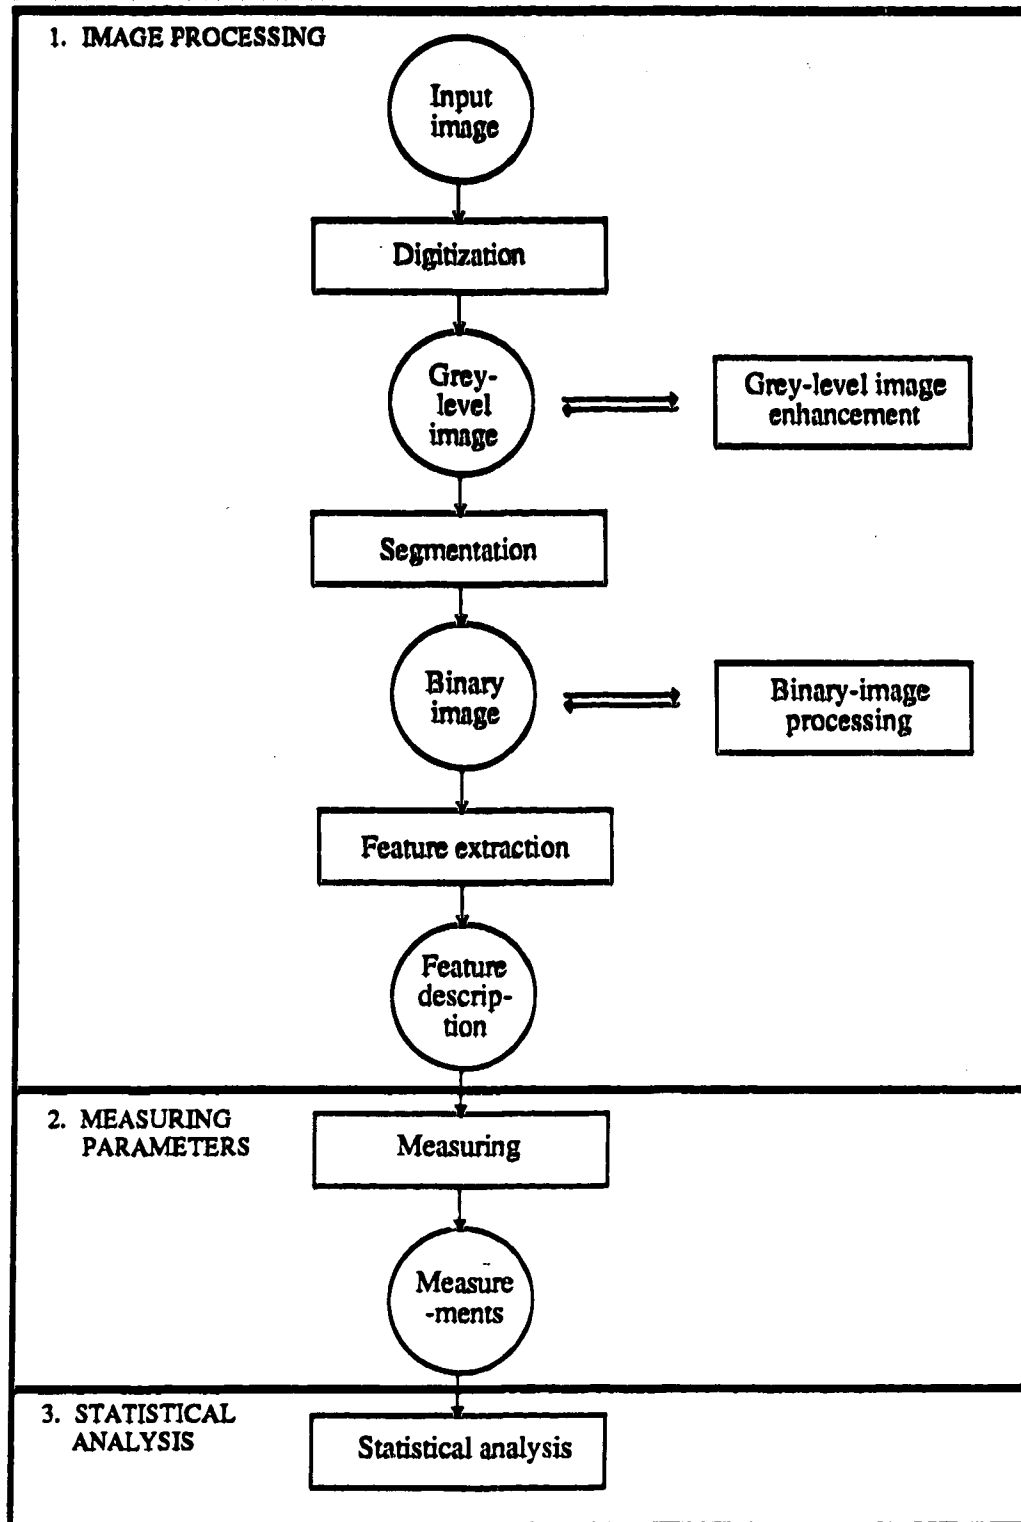 1. IMAGE PROCESSING
Input
image
Digitization
Grey-
level
image
Grey-level image
enhancement
Segmentation
Binary
image
Binary-image
processing
Feature extraction
Feature
descrip-
tion
2. MEASURING
PARAMETERS
Measuring
Measure
-ments
3. STATISTICAL
ANALYSIS
Statistical analysis